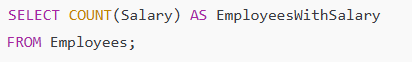 SELECT COUNT(Salary) AS EmployeesWithSalary
FROM Employees;